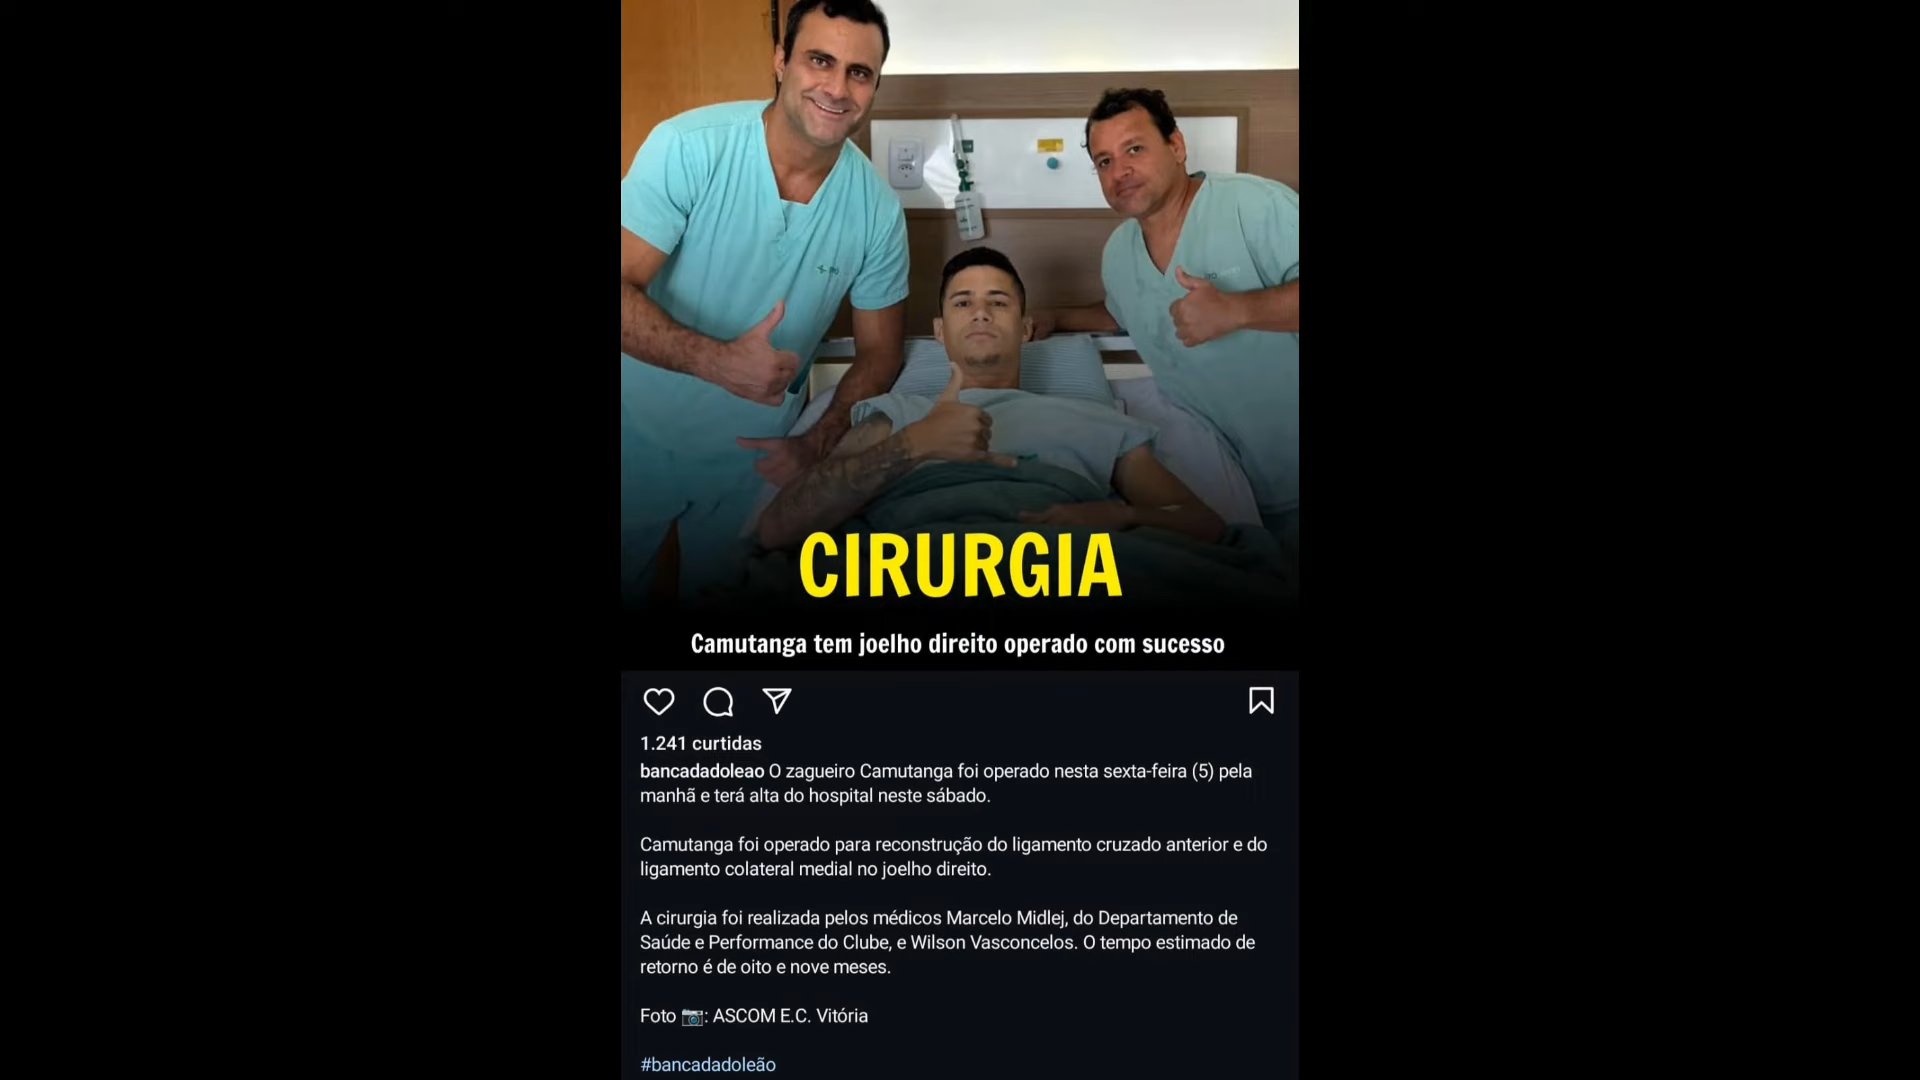 CIRURGIA
Camutanga tem joelho direito operado com sucesso
1.241 curtidas
bancadadoleao O zagueiro Camutanga foi operado nesta sexta-feira (5) pela
manhã e terá alta do hospital neste sábado.
Camutanga foi operado para reconstrução do ligamento cruzado anterior e do
ligamento colateral medial no joelho direito.
A cirurgia foi realizada pelos médicos Marcelo Midlej, do Departamento de
Saúde e Performance do Clube, e Wilson Vasconcelos. O tempo estimado de
retorno é de oito e nove meses.
Foto 📷: ASCOM E.C. Vitória
#bancadadoleão